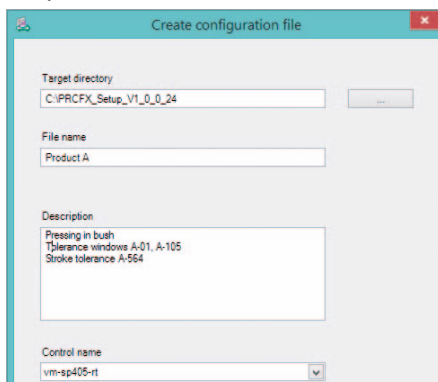 Create configuration file
Target directory
C:\PRCFX_Setup_V1_0_0_24
...
File name
Product A
Description
Pressing in bush
Tolerance windows A-01, A-105
Stroke tolerance A-564
Control name
vm-sp405-rt